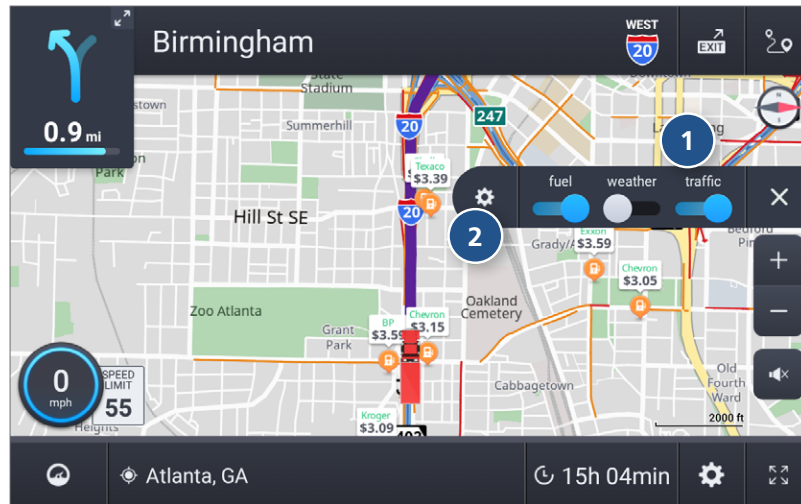 Birmingham
WEST
20
EXIT
0.9 mi
State
Stadium
Summerhill
20
247
1
Park
Texaco
$3.39
fuel
weather
traffic
20
Hill St SE
2
Grady/
Exxon
$3.59
Bedford
Chevron
$3.05
Zoo Atlanta
Oakland
Cemetery
Grant
Park
BP
$3.59
Chevron
$3.15
0
mph
SPEED
LIMIT
55
Cabbagetown
Old
Fourth
Ward
Kroger
$3.09
Heights
2000 ft
Atlanta, GA
15h 04min